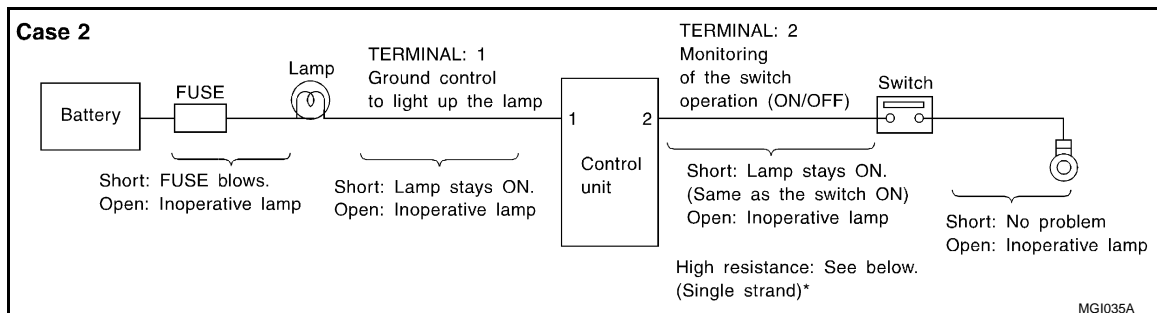 Case 2
Battery
FUSE
Lamp
TERMINAL: 1
Ground control
to light up the lamp
1
2
Control
unit
TERMINAL: 2
Monitoring
of the switch
operation (ON/OFF)
Switch
Short: FUSE blows.
Open: Inoperative lamp
Short: Lamp stays ON.
Open: Inoperative lamp
Short: Lamp stays ON.
(Same as the switch ON)
Open: Inoperative lamp
High resistance: See below.
(Single strand)*
Short: No problem
Open: Inoperative lamp
MGI035A